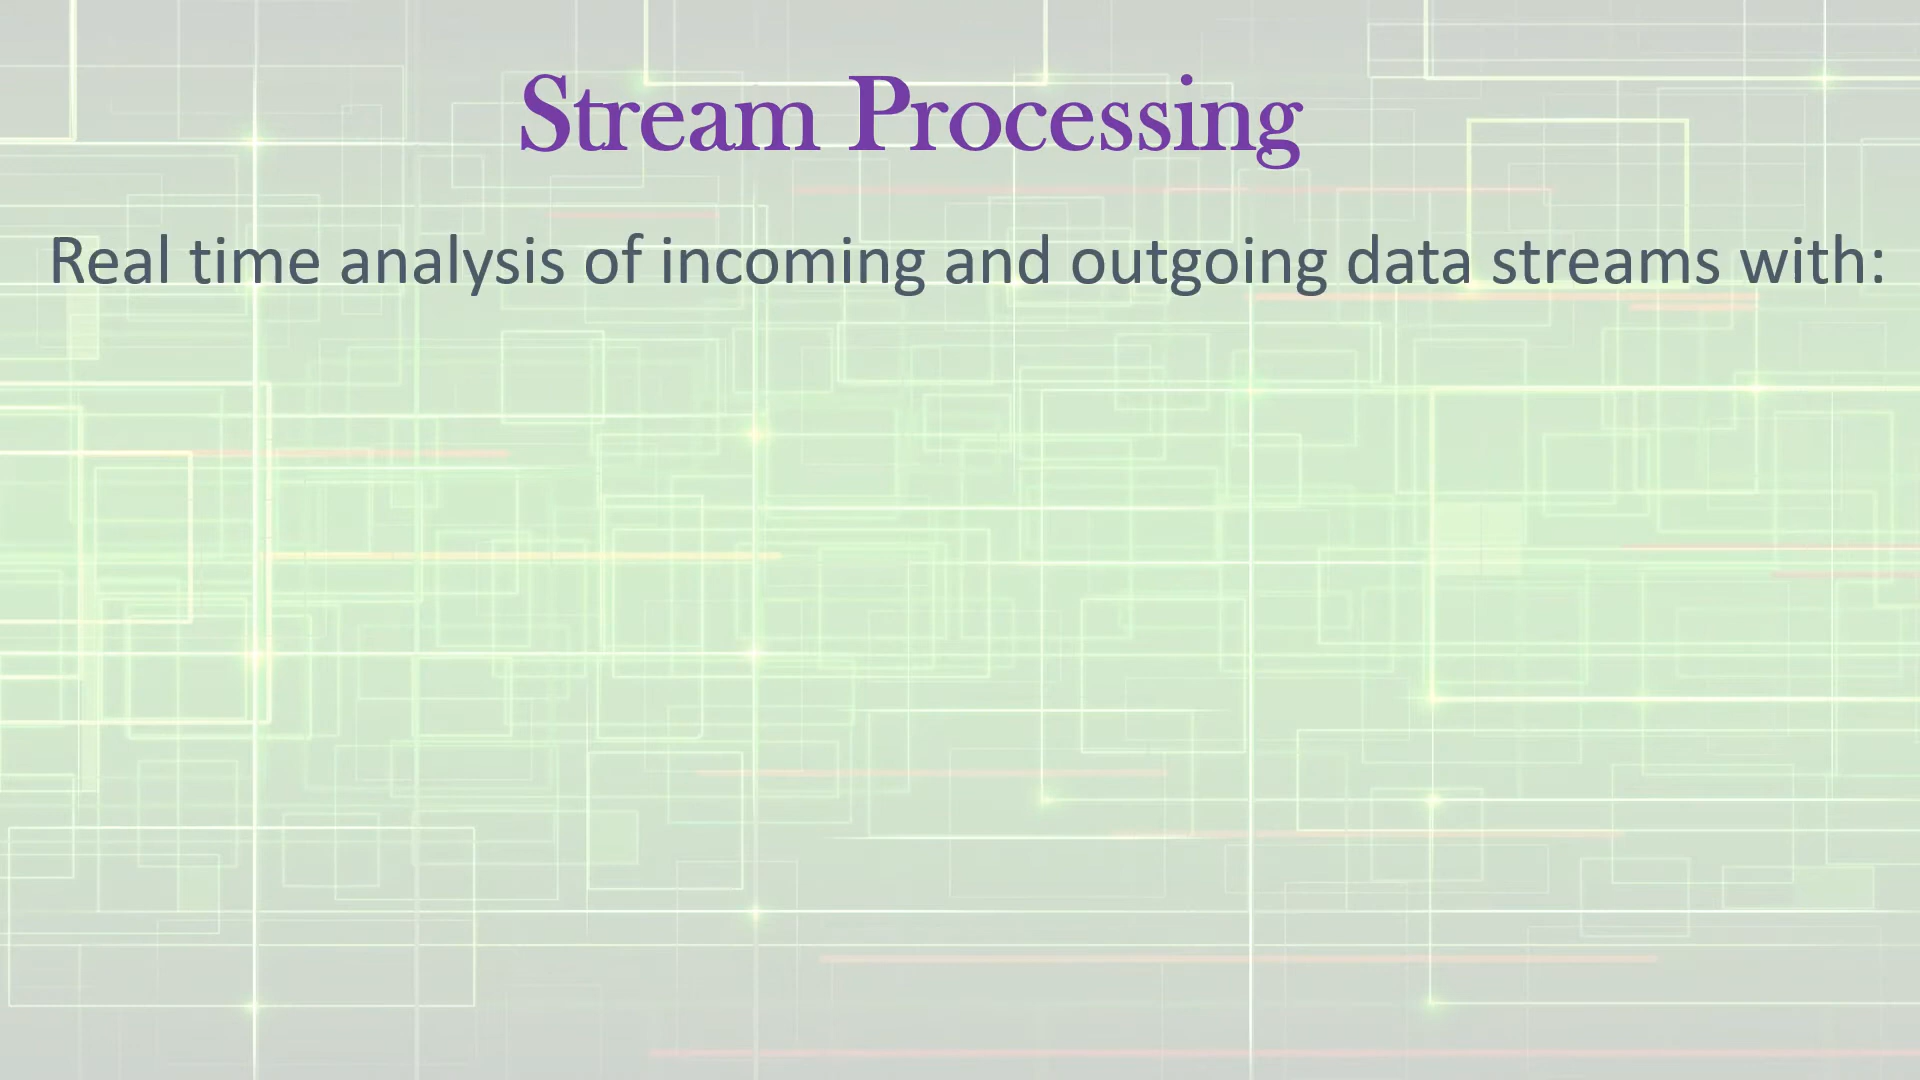 Stream Processing
Real time analysis of incoming and outgoing data streams with: